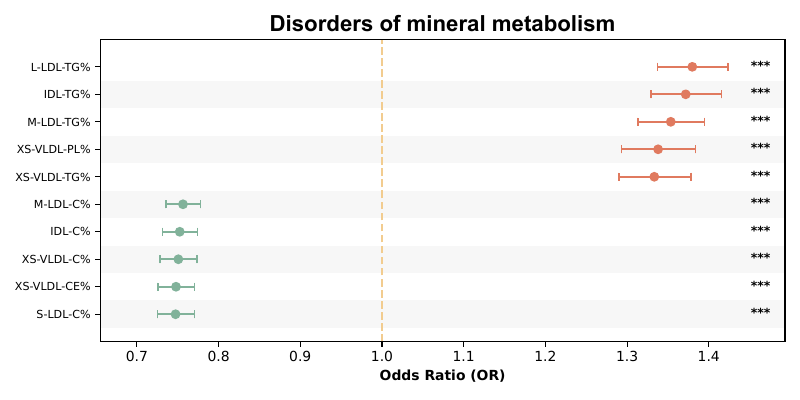 Disorders of mineral metabolism
L-LDL-TG% ***
IDL-TG% ***
M-LDL-TG% ***
XS-VLDL-PL% ***
XS-VLDL-TG% ***
M-LDL-C% ***
IDL-C% ***
XS-VLDL-C% ***
XS-VLDL-CE% ***
S-LDL-C% ***
0.7 0.8 0.9 1.0 1.1 1.2 1.3 1.4
Odds Ratio (OR)